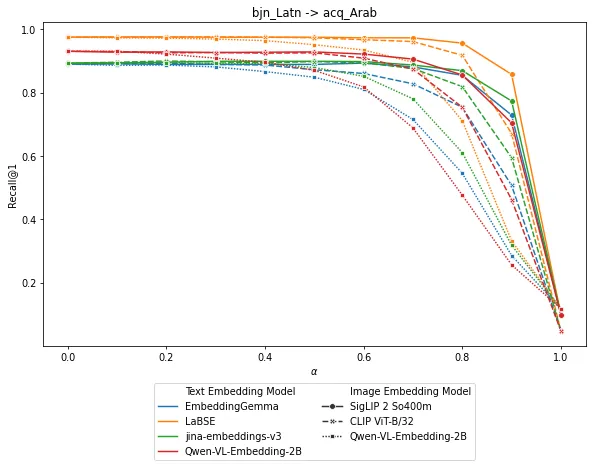 bjn_Latn -> acq_Arab
Recall@1
1.0
0.8
0.6
0.4
0.2
0.0 0.2 0.4 0.6 0.8 1.0
α
Text Embedding Model
EmbeddingGemma
LaBSE
jina-embeddings-v3
Qwen-VL-Embedding-2B
Image Embedding Model
SigLIP 2 So400m
CLIP ViT-B/32
Qwen-VL-Embedding-2B